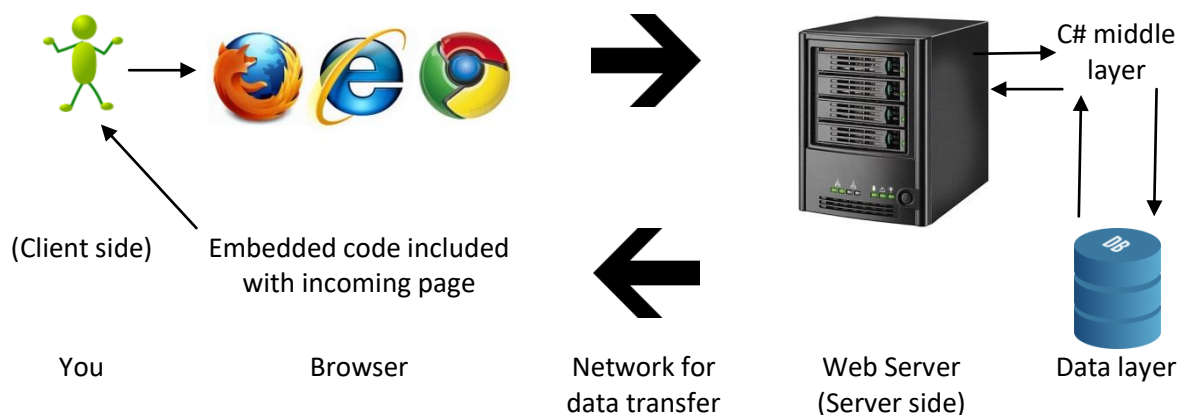 C# middle
layer
DB
(Client side)
Embedded code included
with incoming page
You
Browser
Network for
data transfer
Web Server
(Server side)
Data layer